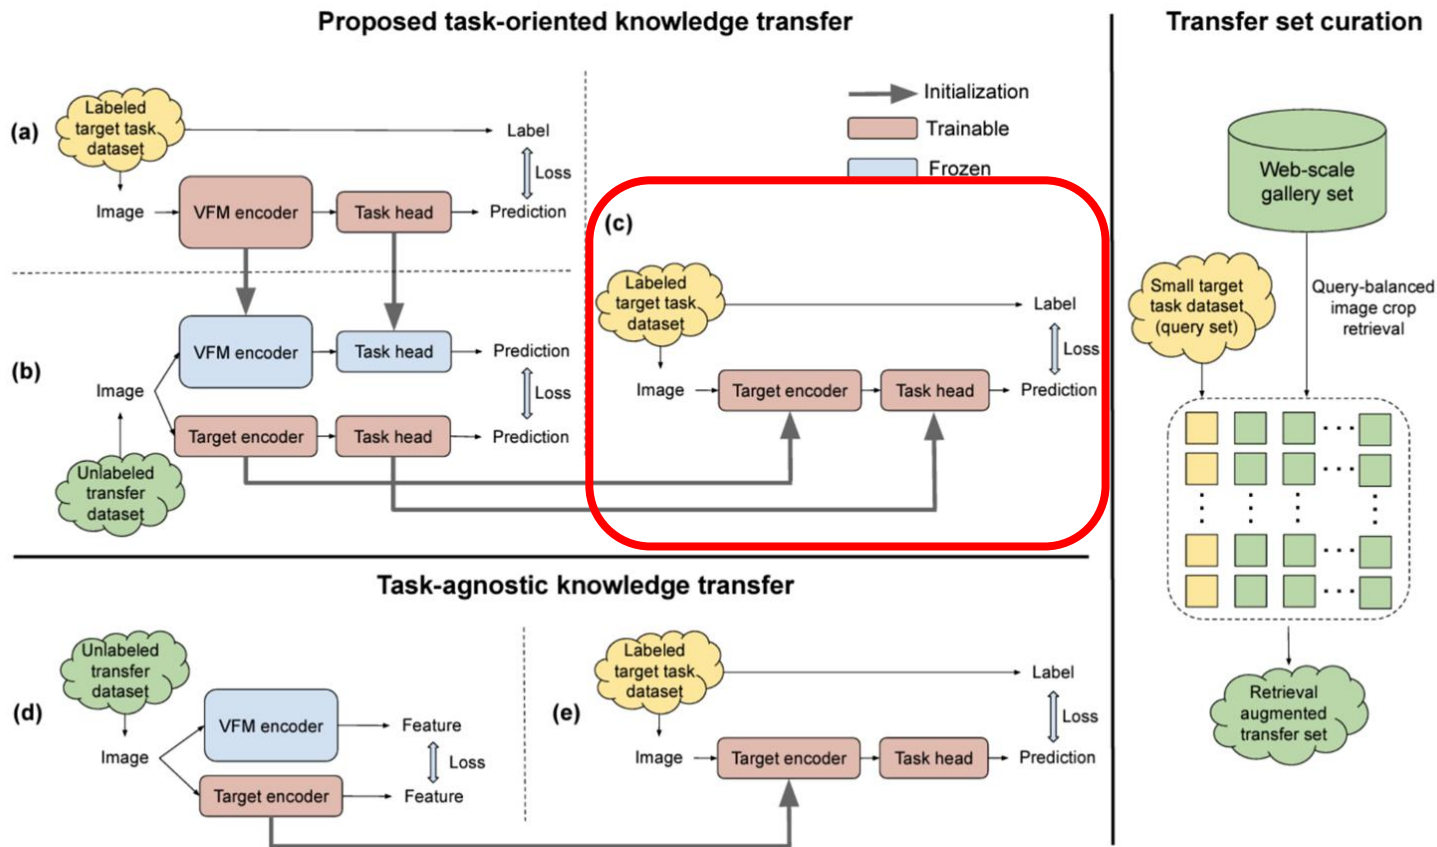 Proposed task-oriented knowledge transfer
Transfer set curation
Initialization
Trainable
Frozen
(a)
Labeled
target task
dataset
Label
Loss
Image
VFM encoder
Task head
Prediction
(b)
VFM encoder
Task head
Prediction
Image
Loss
Target encoder
Task head
Prediction
Unlabeled
transfer
dataset
(c)
Labeled
target task
dataset
Label
Loss
Image
Target encoder
Task head
Prediction
Web-scale
gallery set
Small target
task dataset
(query set)
Query-balanced
image crop
retrieval
Retrieval
augmented
transfer set
Task-agnostic knowledge transfer
(d)
Unlabeled
transfer
dataset
VFM encoder
Feature
Image
Loss
Target encoder
Feature
(e)
Labeled
target task
dataset
Label
Loss
Image
Target encoder
Task head
Prediction